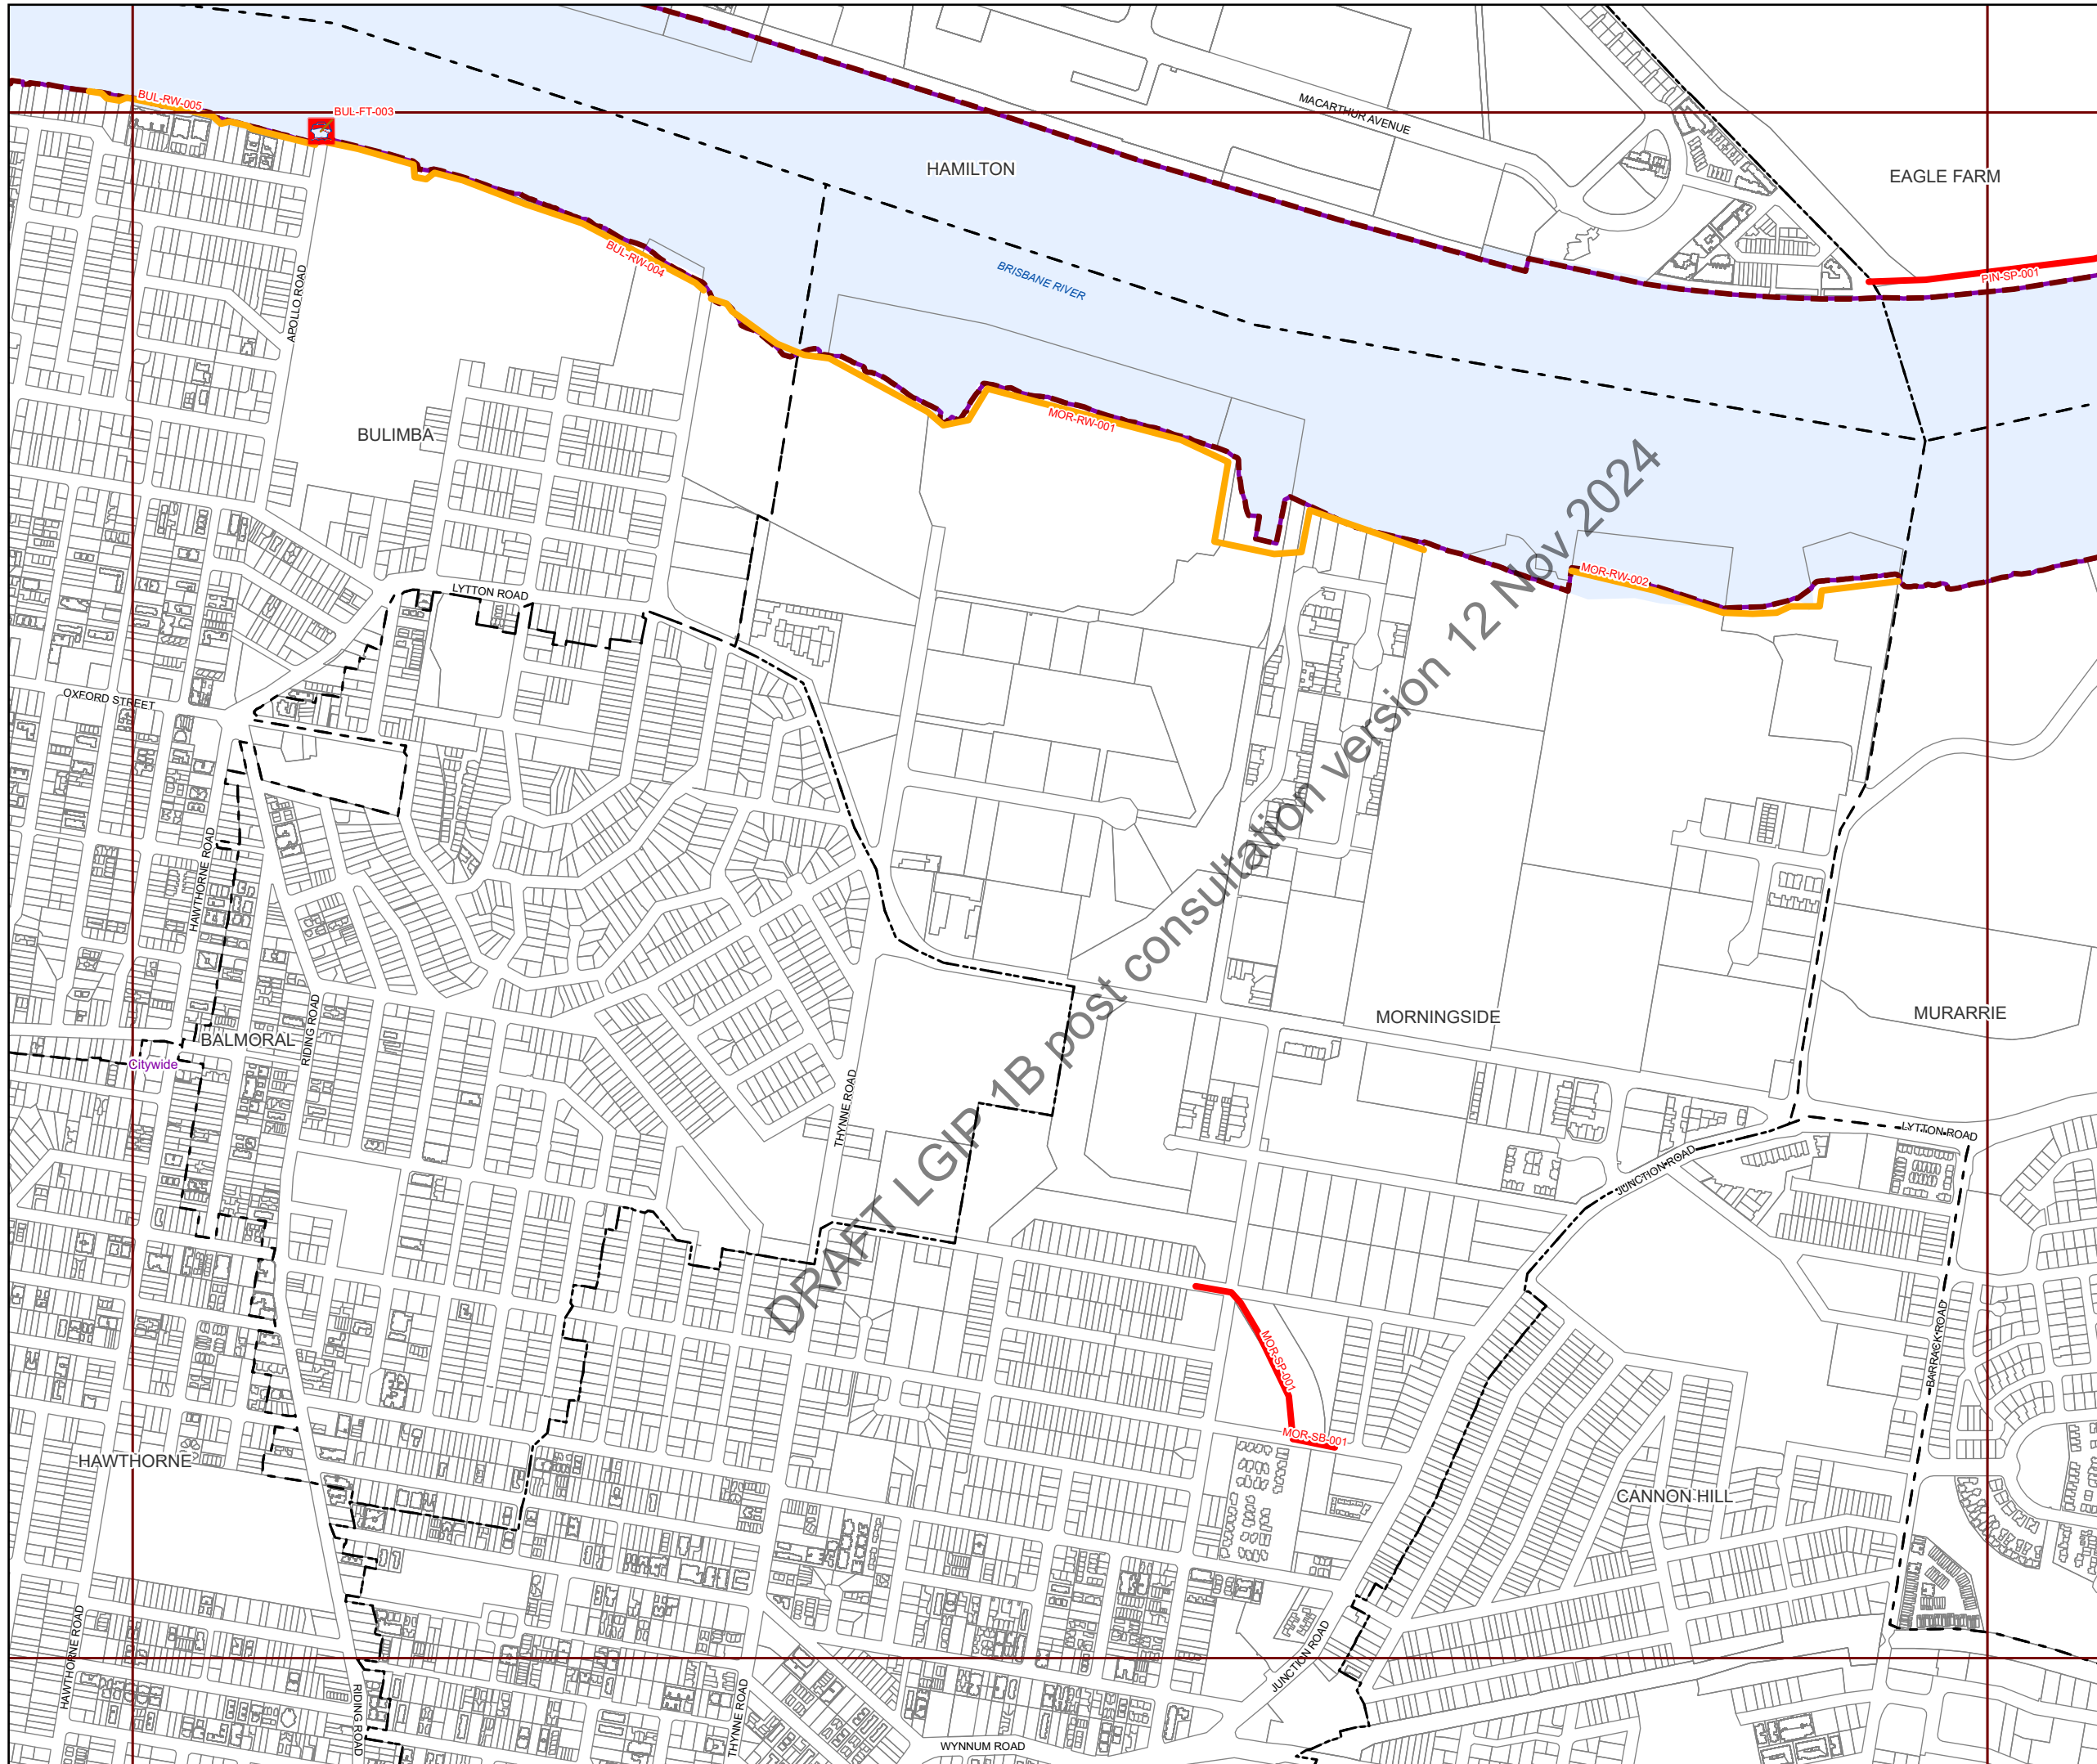 BUL-RW-005
BUL-FT-003
MACARTHUR AVENUE
HAMILTON
EAGLE FARM
BRISBANE RIVER
PIN-SP-001
BUL-RW-004
APOLLO ROAD
MOR-RW-001
BULIMBA
MOR-RW-002
LYTTON ROAD
OXFORD STREET
HAWTHORNE ROAD
DRAFT LGIP 1B post consultation version 12 Nov 2024
RIDING ROAD
BALMORAL
Citywide
MORNINGSIDE
MURARRIE
THYNNE ROAD
LYTTON ROAD
JUNCTION ROAD
BARRACK ROAD
MOR-SP-001
MOR-SB-001
HAWTHORNE
CANNON HILL
HAWTHORNE ROAD
RIDING ROAD
THYNNE ROAD
JUNCTION ROAD
WYNNUM ROAD